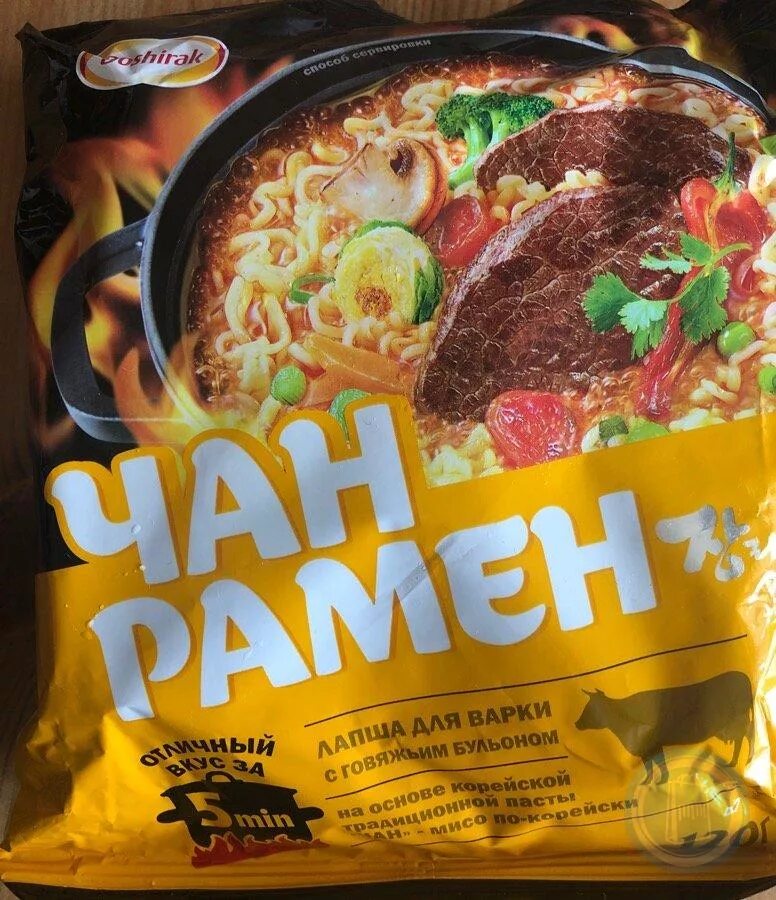 Doshirak
способ сервировки
ЧАН
РАМЕН
장
ЛАПША ДЛЯ ВАРКИ
С ГОВЯЖЬИМ БУЛЬОНОМ
ОТЛИЧНЫЙ
ВКУС ЗА
5 min
на основе корейской
традиционной пасты
"ЧАН" - мисо по-корейски